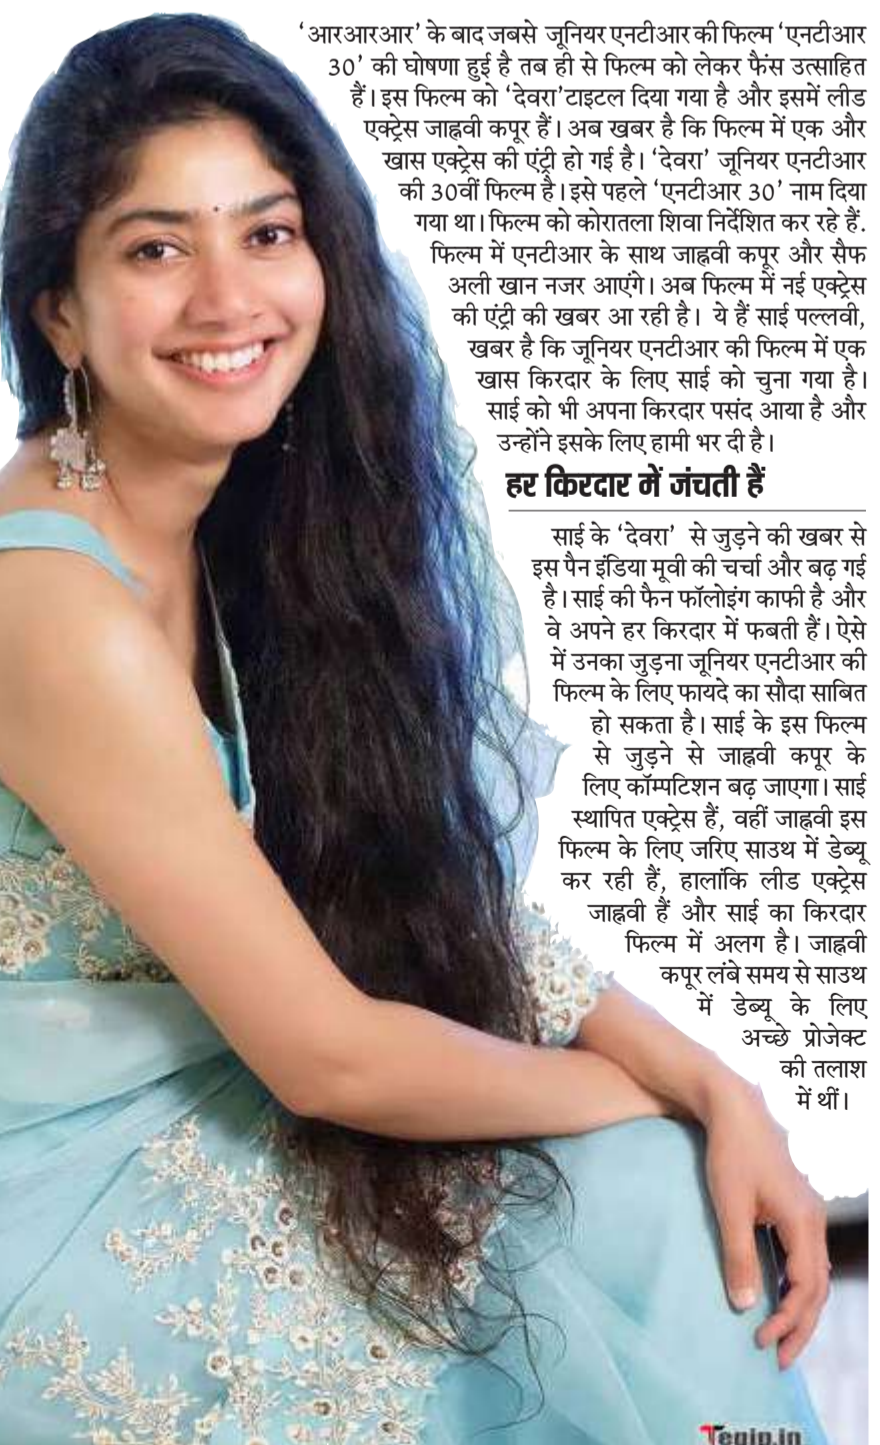 ‘आरआरआर’ के बाद जबसे जूनियर एनटीआर की फिल्म ‘एनटीआर
30’ की घोषणा हुई है तब ही से फिल्म को लेकर फैंस उत्साहित
हैं। इस फिल्म को ‘देवरा’टाइटल दिया गया है और इसमें लीड
एक्ट्रेस जाह्नवी कपूर हैं। अब खबर है कि फिल्म में एक और
खास एक्ट्रेस की एंट्री हो गई है। ‘देवरा’ जूनियर एनटीआर
की 30वीं फिल्म है। इसे पहले ‘एनटीआर 30’ नाम दिया
गया था। फिल्म को कोरातला शिवा निर्देशित कर रहे हैं.
फिल्म में एनटीआर के साथ जाह्नवी कपूर और सैफ
अली खान नजर आएंगे। अब फिल्म में नई एक्ट्रेस
की एंट्री की खबर आ रही है। ये हैं साई पल्लवी,
खबर है कि जूनियर एनटीआर की फिल्म में एक
खास किरदार के लिए साई को चुना गया है।
साई को भी अपना किरदार पसंद आया है और
उन्होंने इसके लिए हामी भर दी है।
हर किरदार में जंचती हैं
साई के ‘देवरा’ से जुड़ने की खबर से
इस पैन इंडिया मूवी की चर्चा और बढ़ गई
है। साई की फैन फॉलोइंग काफी है और
वे अपने हर किरदार में फबती हैं। ऐसे
में उनका जुड़ना जूनियर एनटीआर की
फिल्म के लिए फायदे का सौदा साबित
हो सकता है। साई के इस फिल्म
से जुड़ने से जाह्नवी कपूर के
लिए कॉम्पटिशन बढ़ जाएगा। साई
स्थापित एक्ट्रेस हैं, वहीं जाह्नवी इस
फिल्म के लिए जरिए साउथ में डेब्यू
कर रही हैं, हालांकि लीड एक्ट्रेस
जाह्नवी हैं और साई का किरदार
फिल्म में अलग है। जाह्नवी
कपूर लंबे समय से साउथ
में डेब्यू के लिए
अच्छे प्रोजेक्ट
की तलाश
में थीं।